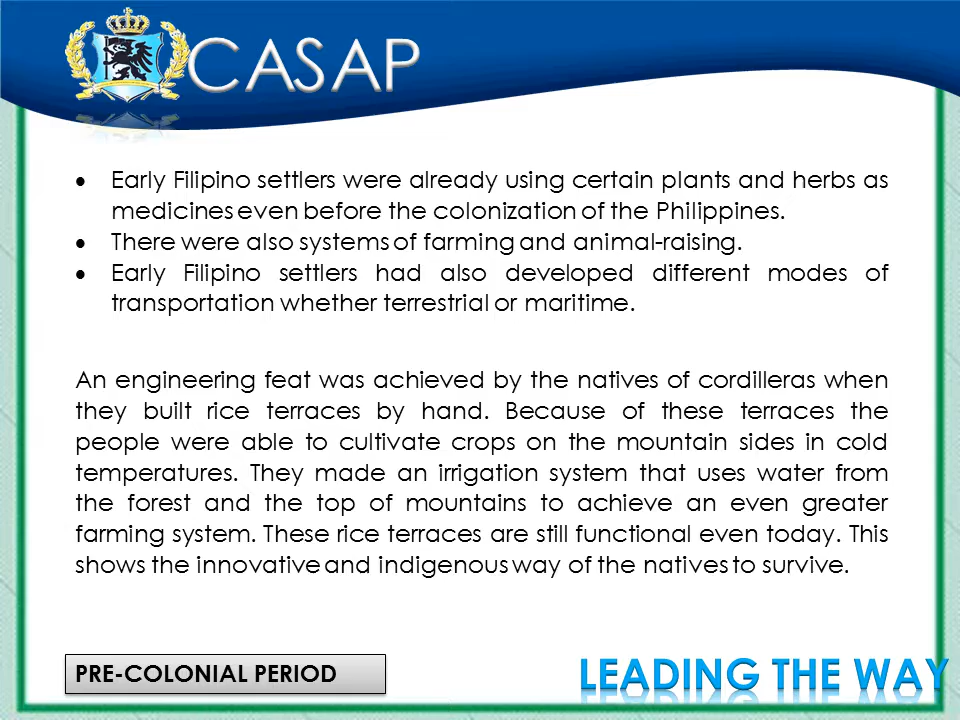 CASAP
• Early Filipino settlers were already using certain plants and herbs as
medicines even before the colonization of the Philippines.
• There were also systems of farming and animal-raising.
• Early Filipino settlers had also developed different modes of
transportation whether terrestrial or maritime.
An engineering feat was achieved by the natives of cordilleras when
they built rice terraces by hand. Because of these terraces the
people were able to cultivate crops on the mountain sides in cold
temperatures. They made an irrigation system that uses water from
the forest and the top of mountains to achieve an even greater
farming system. These rice terraces are still functional even today. This
shows the innovative and indigenous way of the natives to survive.
PRE-COLONIAL PERIOD
LEADING THE WAY